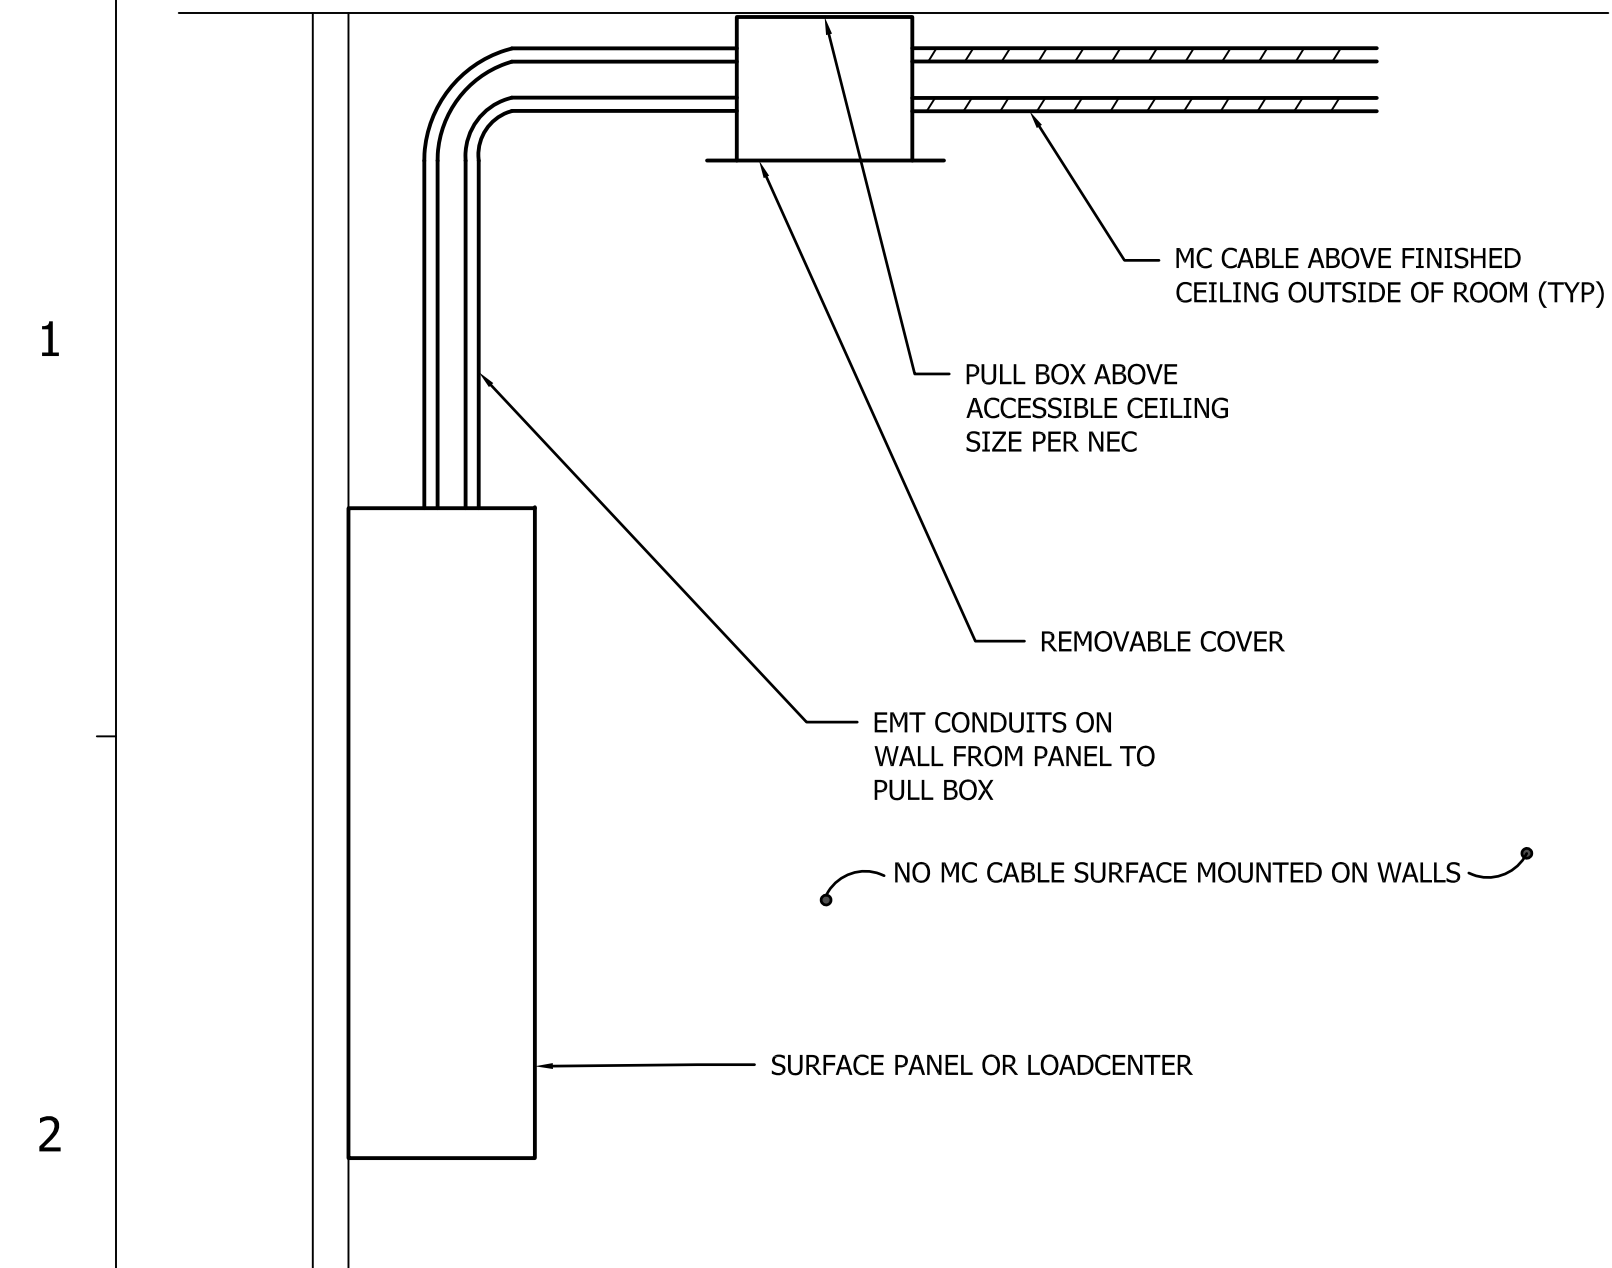 1
MC CABLE ABOVE FINISHED
CEILING OUTSIDE OF ROOM (TYP)
PULL BOX ABOVE
ACCESSIBLE CEILING
SIZE PER NEC
REMOVABLE COVER
EMT CONDUITS ON
WALL FROM PANEL TO
PULL BOX
NO MC CABLE SURFACE MOUNTED ON WALLS
SURFACE PANEL OR LOADCENTER
2